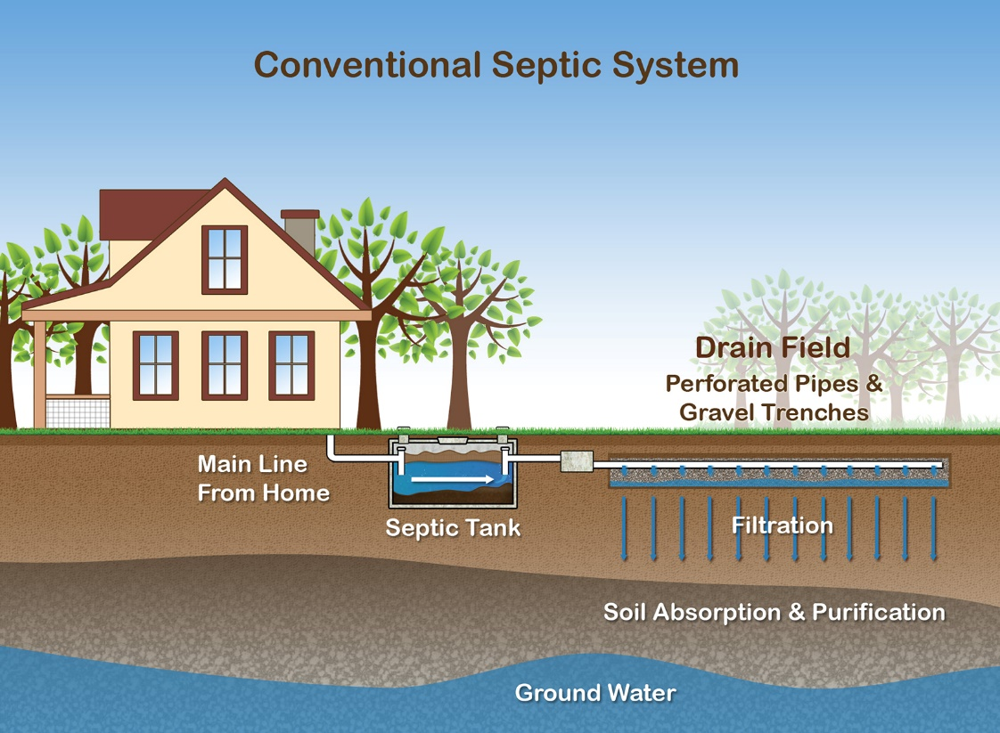 Conventional Septic System
Drain Field
Perforated Pipes &
Gravel Trenches
Main Line
From Home
Septic Tank
Filtration
Soil Absorption & Purification
Ground Water